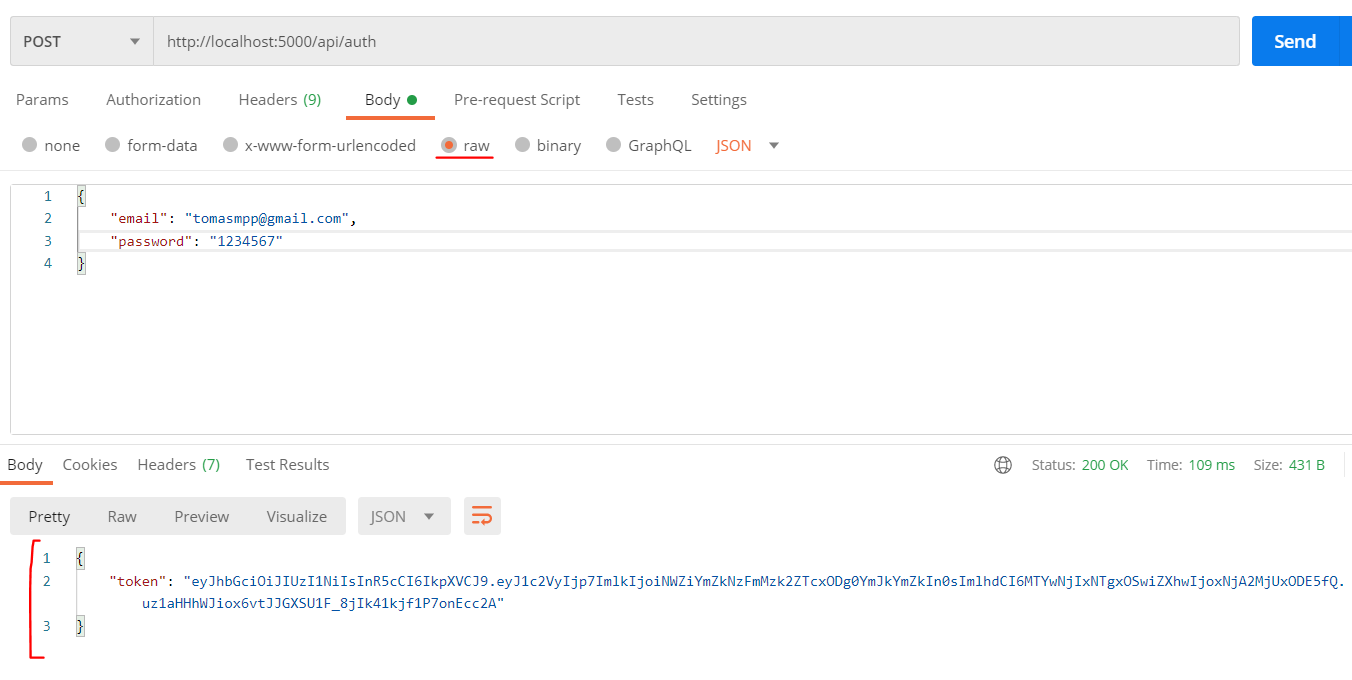 POST http://localhost:5000/api/auth Send
Params Authorization Headers (9) Body Pre-request Script Tests Settings
none form-data x-www-form-urlencoded raw binary GraphQL JSON
1 {
2 "email": "tomasmpp@gmail.com",
3 "password": "1234567"
4 }
Body Cookies Headers (7) Test Results Status: 200 OK Time: 109 ms Size: 431 B
Pretty Raw Preview Visualize JSON
1 {
2 "token": "eyJhbGciOiJIUzI1NiIsInR5cCI6IkpXVCJ9.eyJ1c2VyIjp7ImlkIjoiNWZiYmZkNzFmMzk2ZTcxODg0YmJkYmZkIn0sImlhdCI6MTYwNjIxNTgxOSwiZXhwIjoxNjA2MjUxODE5fQ.
uz1aHHhWJiox6vtJJGXSU1F_8jIk41kjf1P7onEcc2A"
3 }